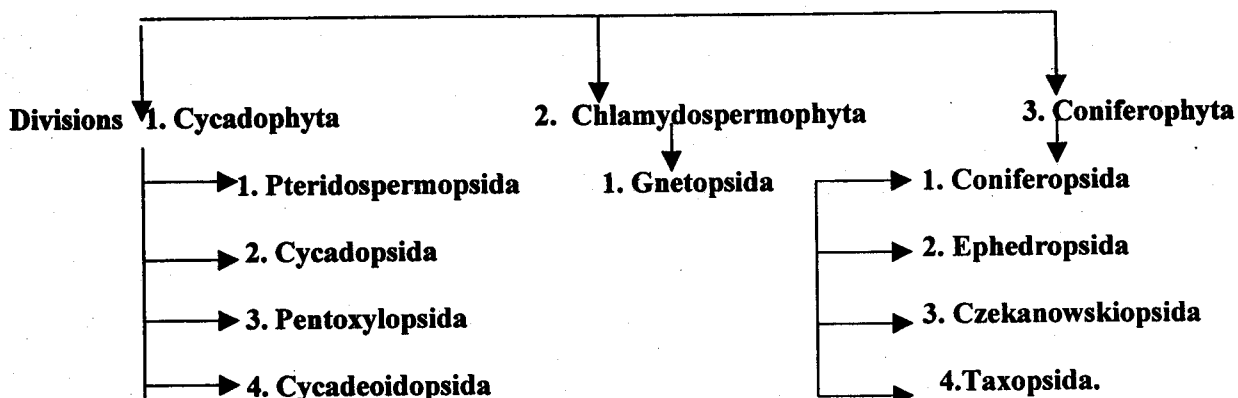 Divisions 1. Cycadophyta 2. Chlamydospermophyta 3. Coniferophyta
1. Pteridospermopsida 1. Gnetopsida 1. Coniferopsida
2. Cycadopsida 2. Ephedropsida
3. Pentoxylopsida 3. Czekanowskiopsida
4. Cycadeoidopsida 4.Taxopsida.